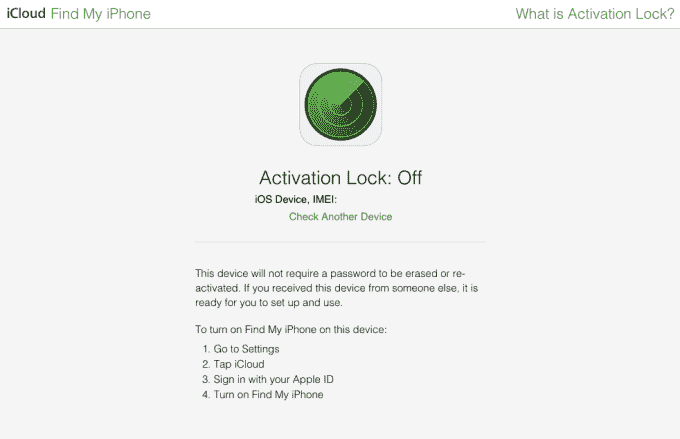 iCloud Find My iPhone
What is Activation Lock?
Activation Lock: Off
iOS Device, IMEI:
Check Another Device
This device will not require a password to be erased or re-
activated. If you received this device from someone else, it is
ready for you to set up and use.
To turn on Find My iPhone on this device:
1. Go to Settings
2. Tap iCloud
3. Sign in with your Apple ID
4. Turn on Find My iPhone